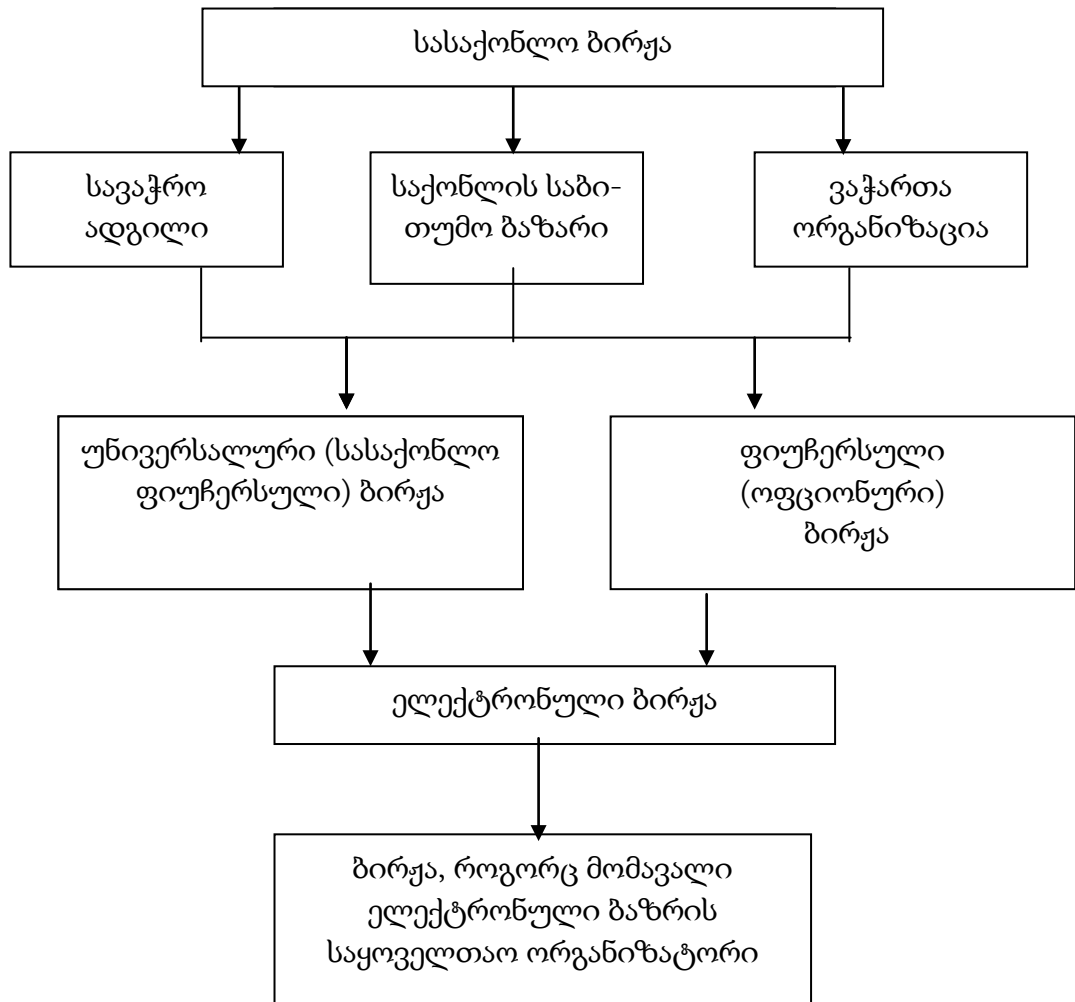 სასაქონლო ბირჟა
სავაჭრო
ადგილი
საქონლის საბი-
თუმო ბაზარი
ვაჭართა
ორგანიზაცია
უნივერსალური (სასაქონლო
ფიუჩერსული) ბირჟა
ფიუჩერსული
(ოფციონური)
ბირჟა
ელექტრონული ბირჟა
ბირჟა, როგორც მომავალი
ელექტრონული ბაზრის
საყოველთაო ორგანიზატორი